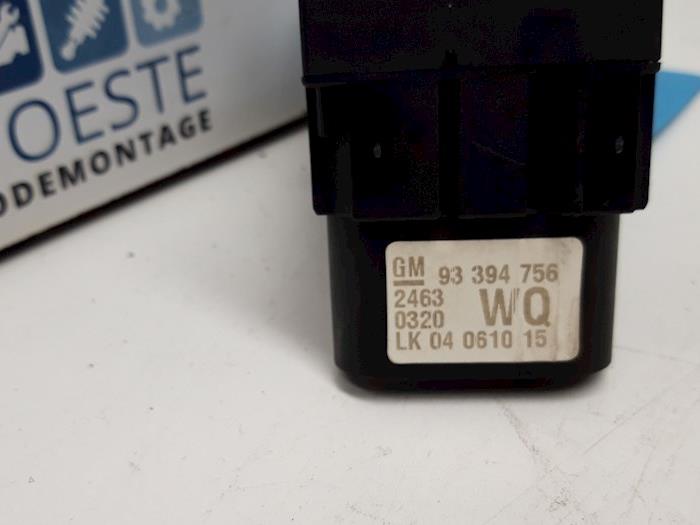 OESTE
ODEMONTAGE
GM 93 394 756
2463 WQ
0320
LK 04 0610 15